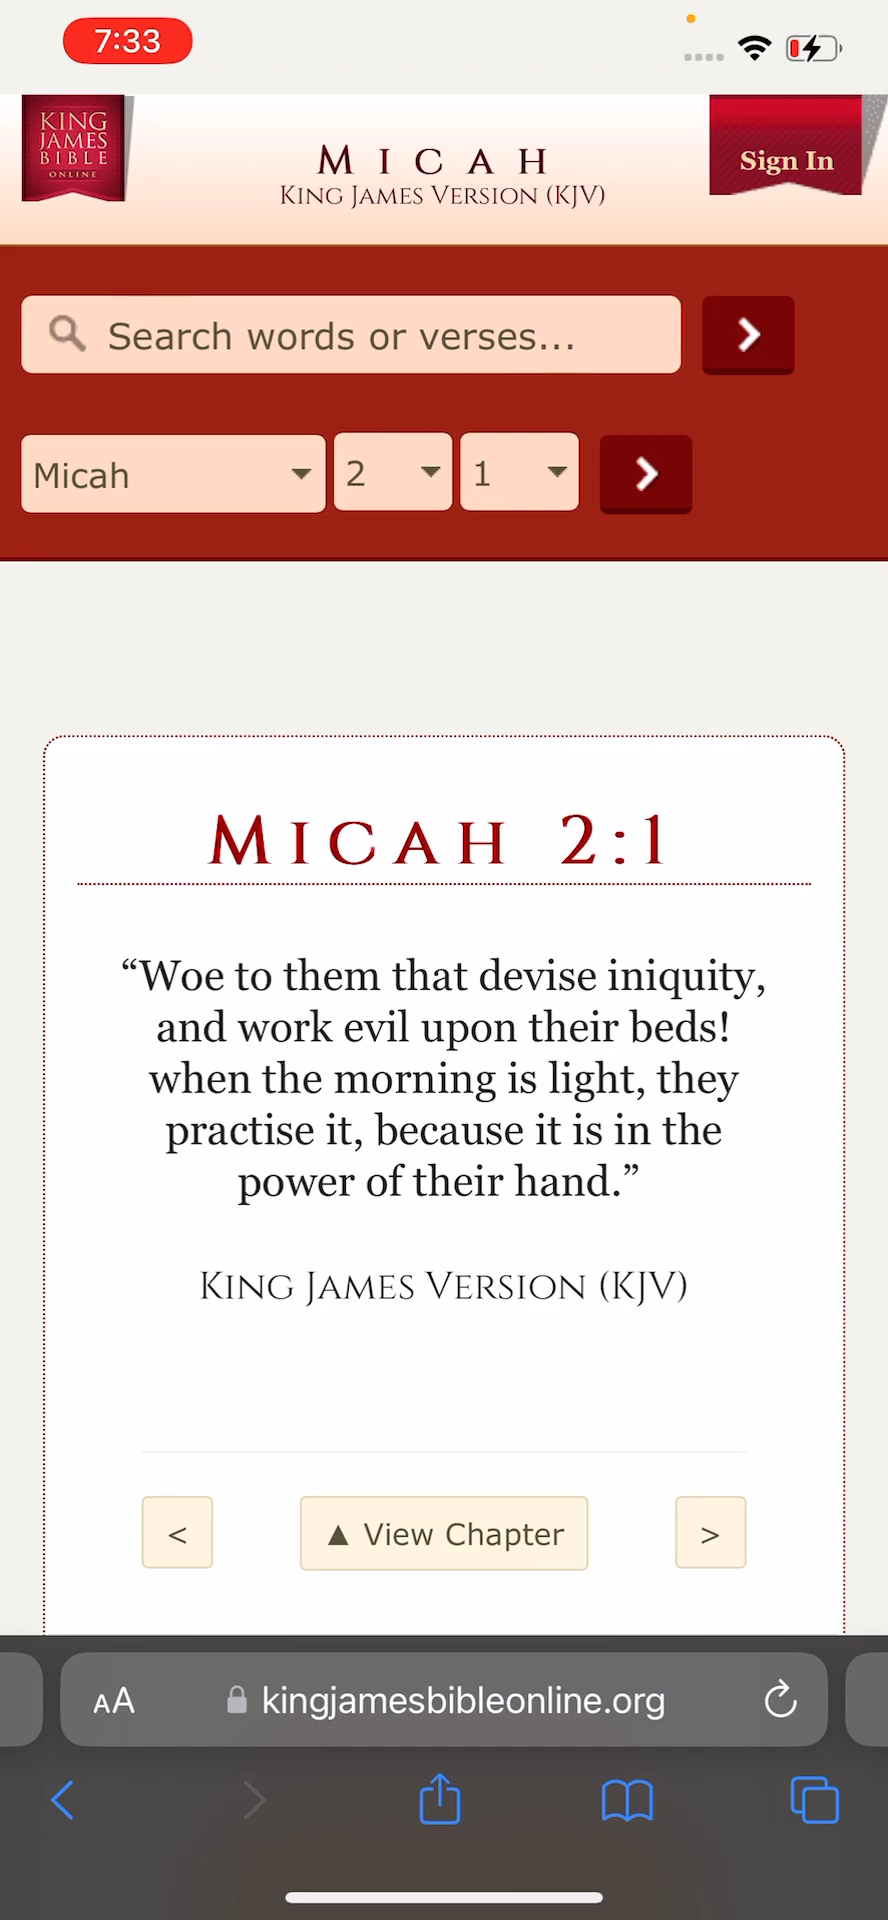 7:33
KING
JAMES
BIBLE
ONLINE
MICAH
KING JAMES VERSION (KJV)
Sign In
Search words or verses...
Micah
2
1
MICAH 2:1
“Woe to them that devise iniquity,
and work evil upon their beds!
when the morning is light, they
practise it, because it is in the
power of their hand.”
KING JAMES VERSION (KJV)
<
▲ View Chapter
>
AA
kingjamesbibleonline.org